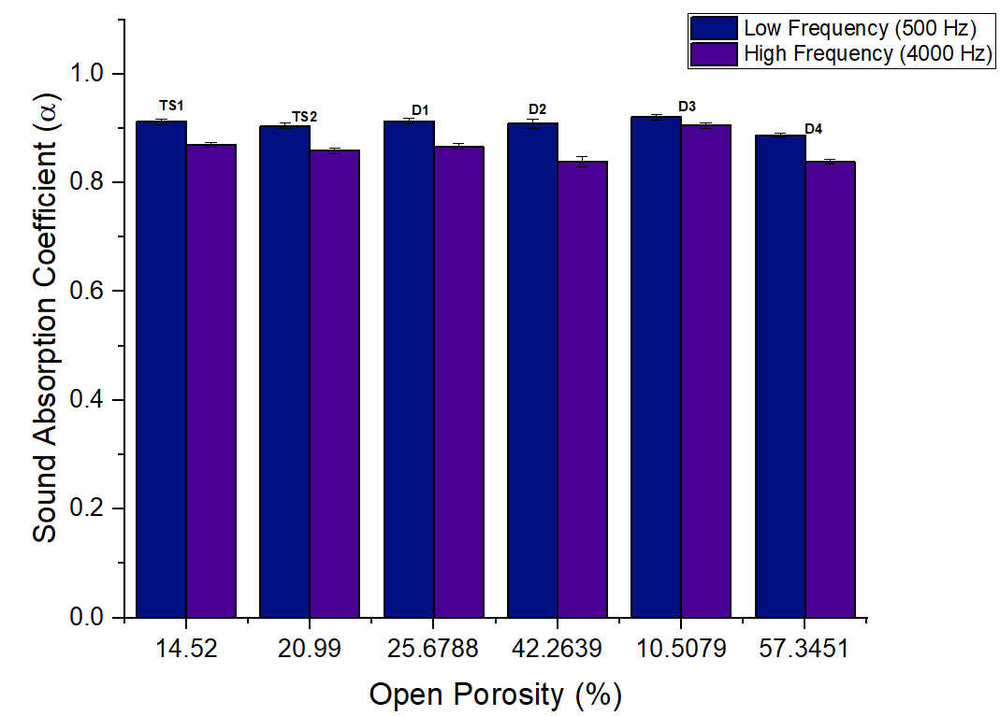 Low Frequency (500 Hz)
High Frequency (4000 Hz)
Sound Absorption Coefficient (α)
1.0
0.8
0.6
0.4
0.2
0.0
TS1
TS2
D1
D2
D3
D4
14.52 20.99 25.6788 42.2639 10.5079 57.3451
Open Porosity (%)